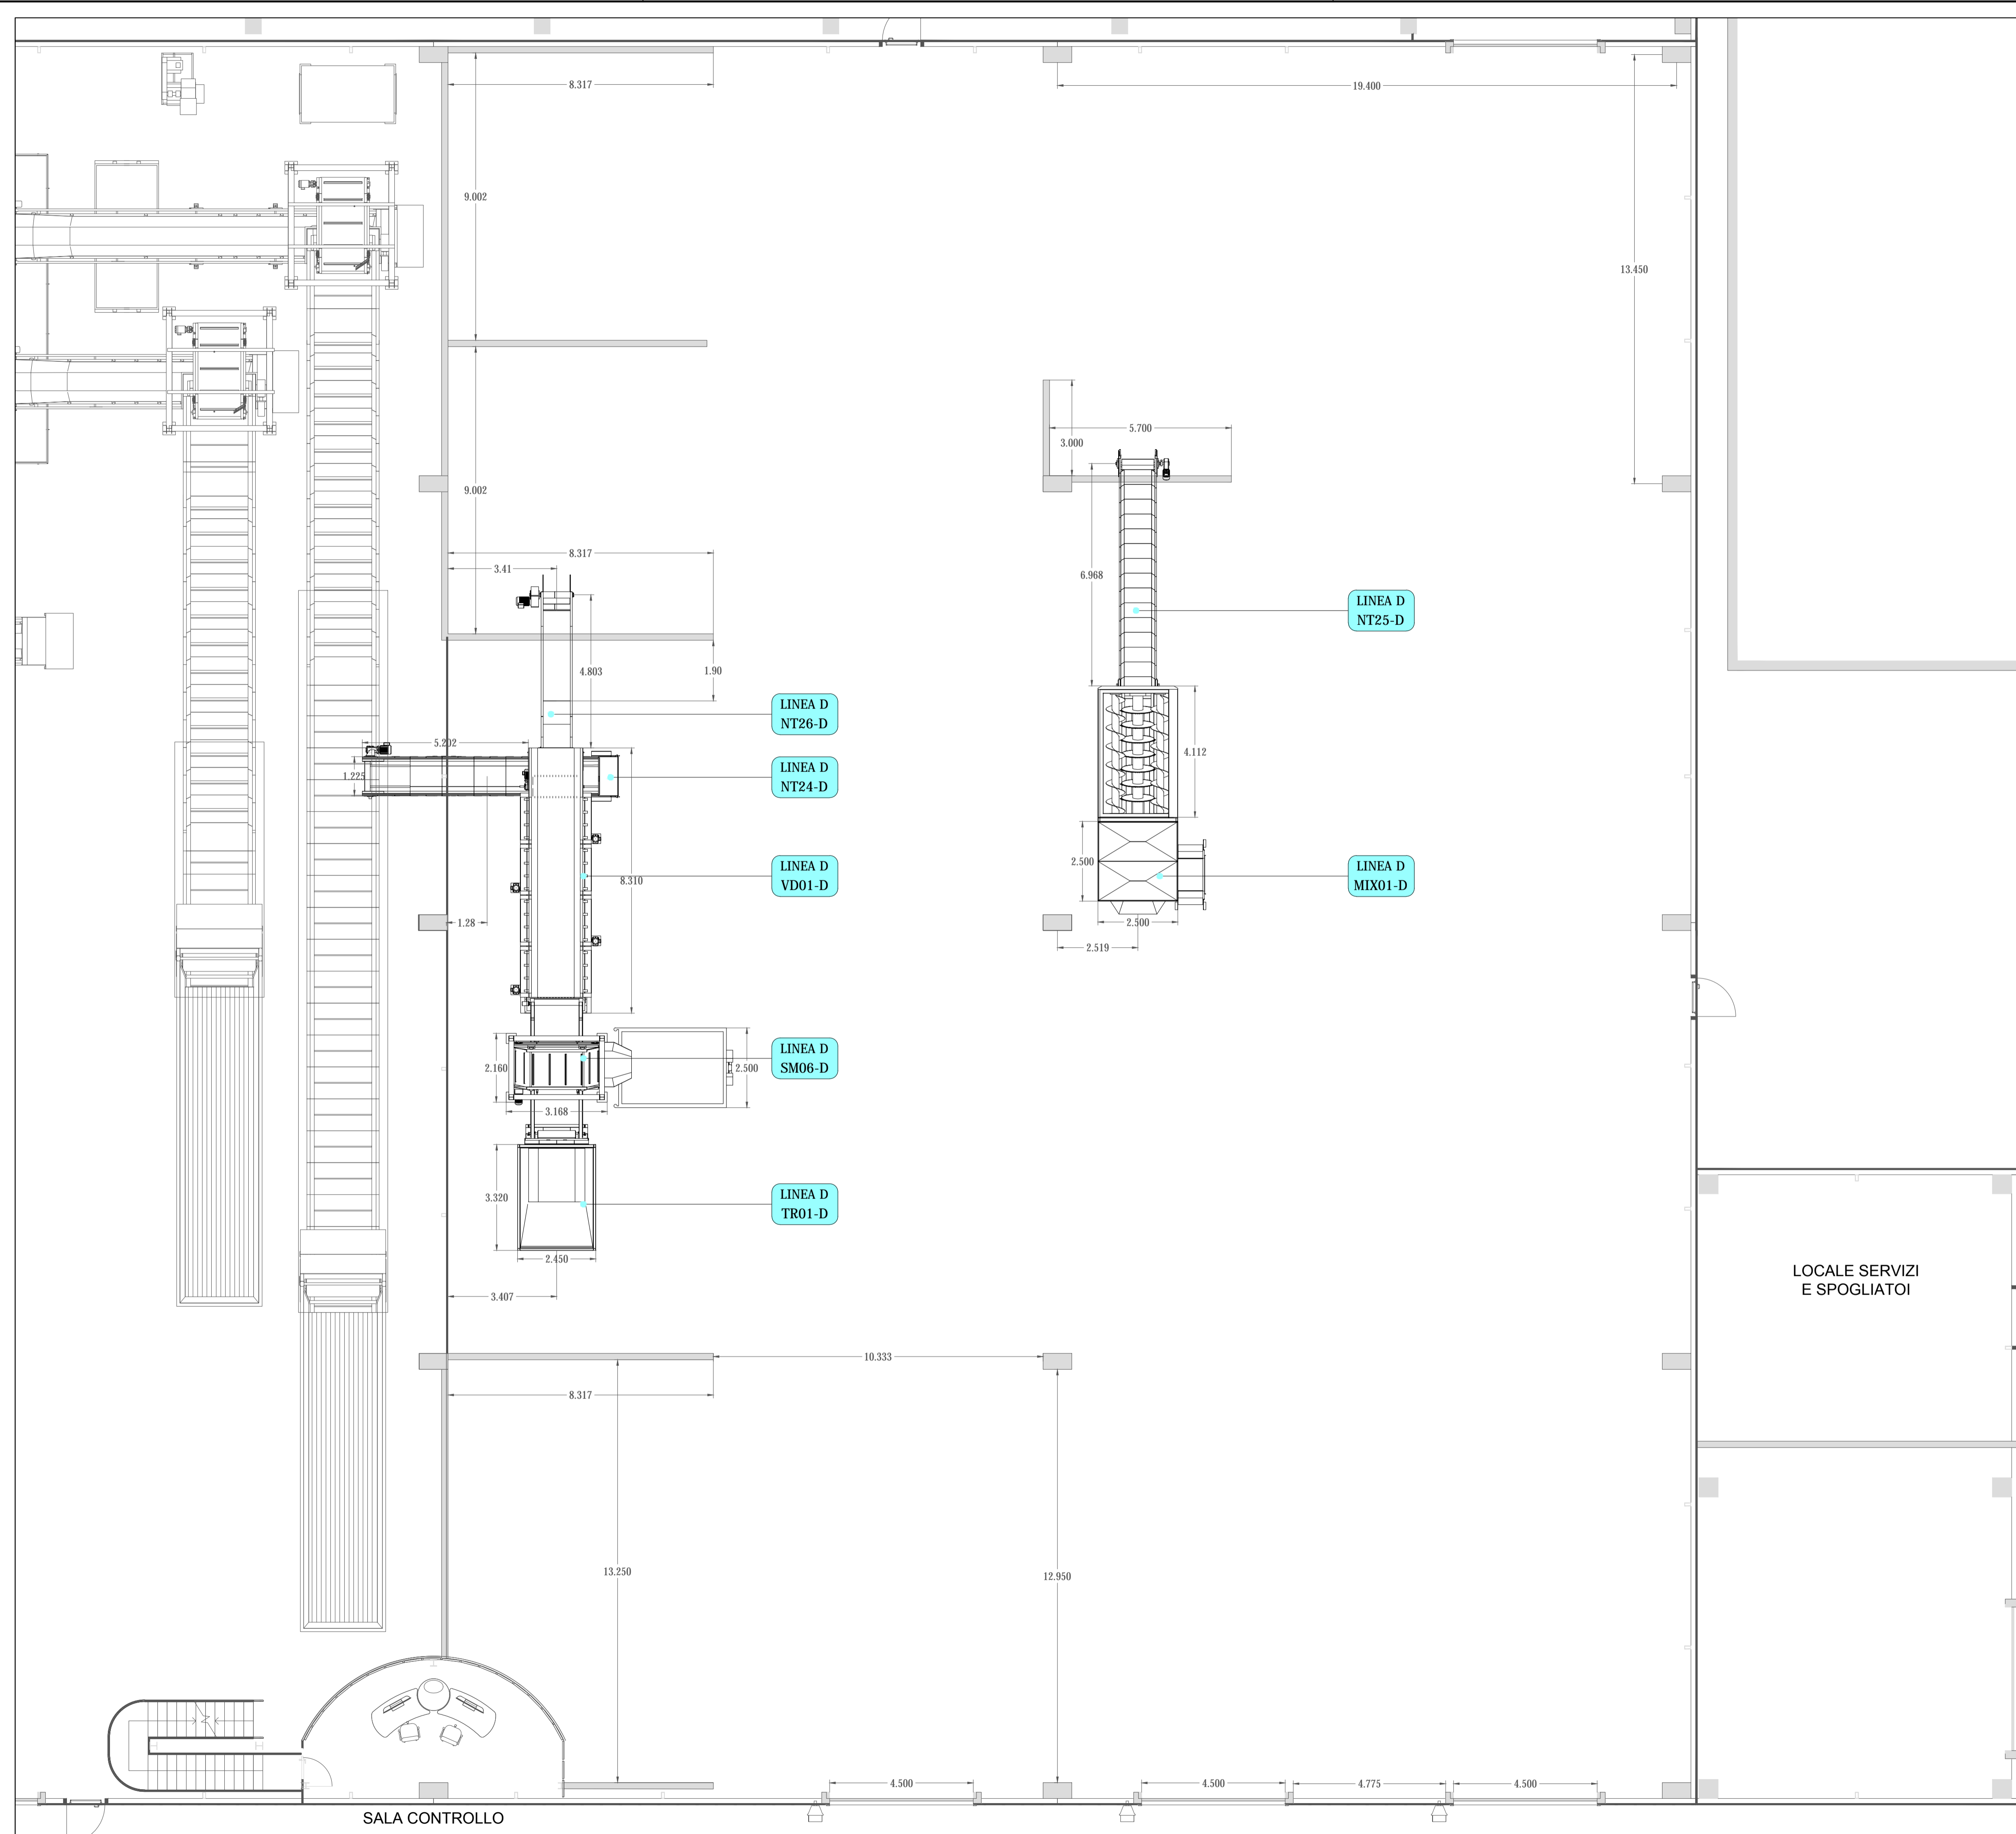 8.317
19.400
9.002
13.450
5.700
3.000
9.002
8.317
3.41
6.968
LINEA D
NT25-D
4.803
1.90
LINEA D
NT26-D
5.202
4.112
LINEA D
NT24-D
1.225
2.500
LINEA D
VD01-D
8.310
LINEA D
MIX01-D
1.28
2.500
2.519
LINEA D
SM06-D
2.160
2.500
3.168
3.320
LINEA D
TR01-D
2.450
LOCALE SERVIZI
E SPOGLIATOI
3.407
10.333
8.317
13.250
12.950
4.500
4.500
4.775
4.500
SALA CONTROLLO